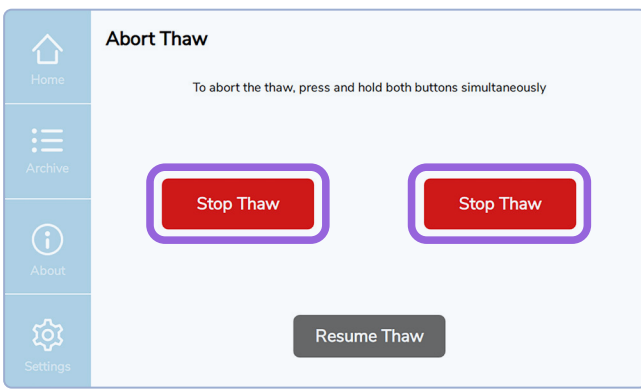 Abort Thaw
To abort the thaw, press and hold both buttons simultaneously
Home
Archive
About
Settings
Stop Thaw
Stop Thaw
Resume Thaw